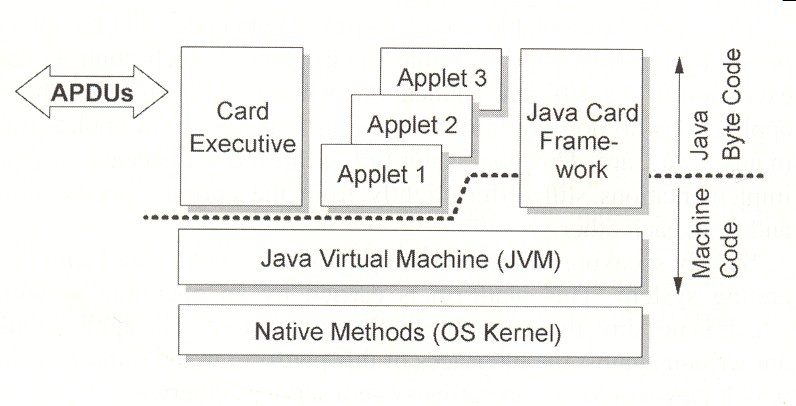 APDUs
Card
Executive
Applet 3
Applet 2
Applet 1
Java Card
Frame-
work
Java
Byte Code
Machine
Code
Java Virtual Machine (JVM)
Native Methods (OS Kernel)